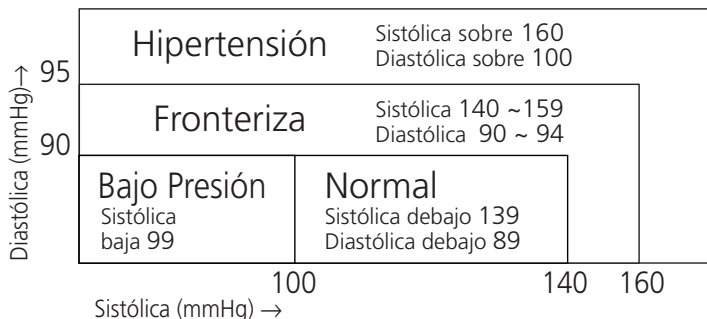 Hipertensión
Sistólica sobre 160
Diastólica sobre 100
95
Fronteriza
Sistólica 140 ~159
Diastólica 90 ~ 94
90
Bajo Presión
Sistólica
baja 99
Normal
Sistólica debajo 139
Diastólica debajo 89
Diastólica (mmHg)→
100
140
160
Sistólica (mmHg) →